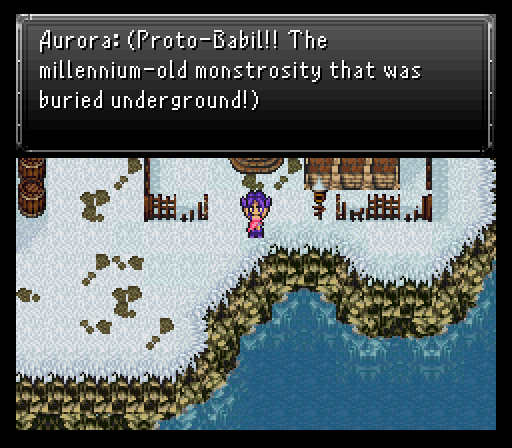 Aurora: (Proto-Babil!! The
millennium-old monstrosity that was
buried underground!)